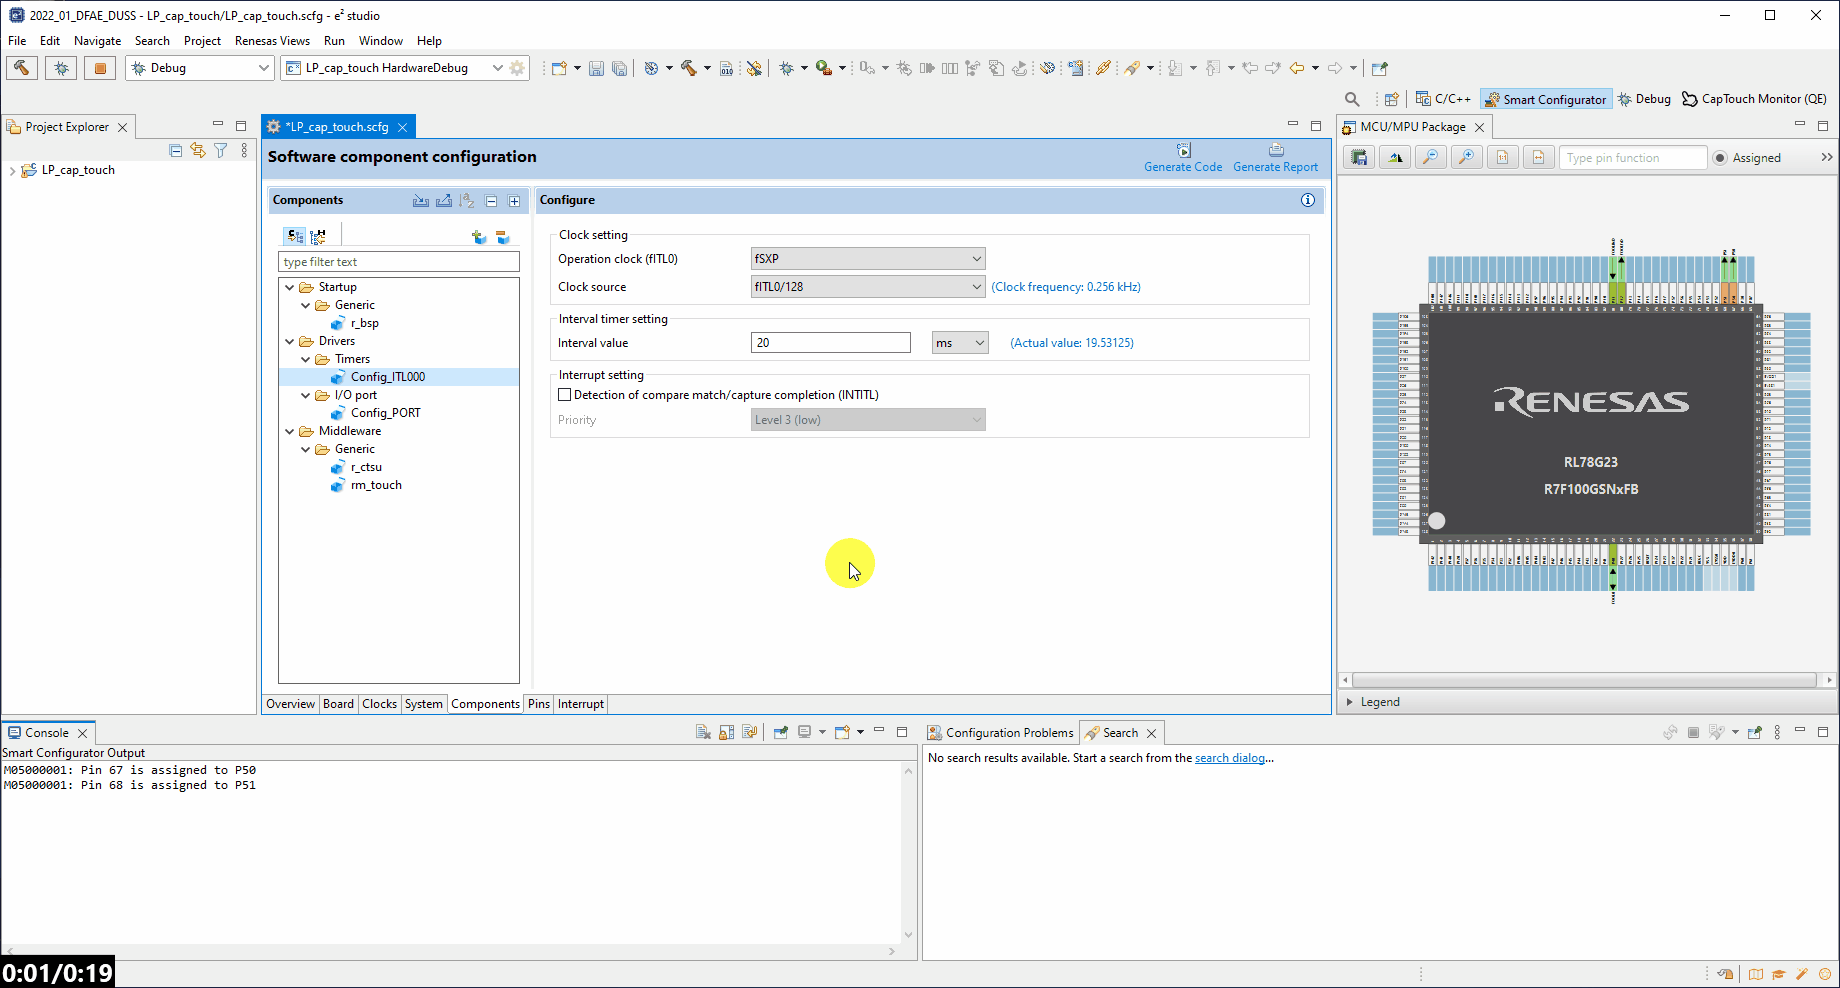 2022_01_DFAE_DUSS - LP_cap_touch/LP_cap_touch.scfg - e² studio
File Edit Navigate Search Project Renesas Views Run Window Help
Debug
LP_cap_touch HardwareDebug
C/C++
Smart Configurator
Debug
CapTouch Monitor (QE)
Project Explorer
LP_cap_touch
*LP_cap_touch.scfg
Software component configuration
Generate Code
Generate Report
Components
type filter text
Startup
Generic
r_bsp
Drivers
Timers
Config_ITL000
I/O port
Config_PORT
Middleware
Generic
r_ctsu
rm_touch
Configure
Clock setting
Operation clock (fITL0)
fSXP
Clock source
fITL0/128
(Clock frequency: 0.256 kHz)
Interval timer setting
Interval value
20
ms
(Actual value: 19.53125)
Interrupt setting
Detection of compare match/capture completion (INTITL)
Priority
Level 3 (low)
Overview Board Clocks System Components Pins Interrupt
MCU/MPU Package
Type pin function
Assigned
RENESAS
RL78G23
R7F100GSNxFB
Legend
Console
Smart Configurator Output
M05000001: Pin 67 is assigned to P50
M05000001: Pin 68 is assigned to P51
Configuration Problems
Search
No search results available. Start a search from the search dialog...
0:01/0:19